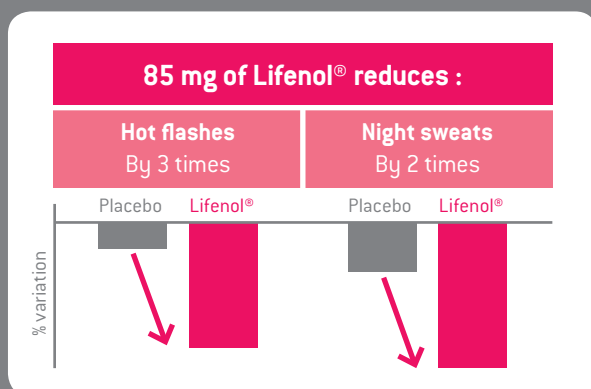 85 mg of Lifenol® reduces :
Hot flashes
By 3 times
Night sweats
By 2 times
Placebo
Lifenol®
Placebo
Lifenol®
% variation